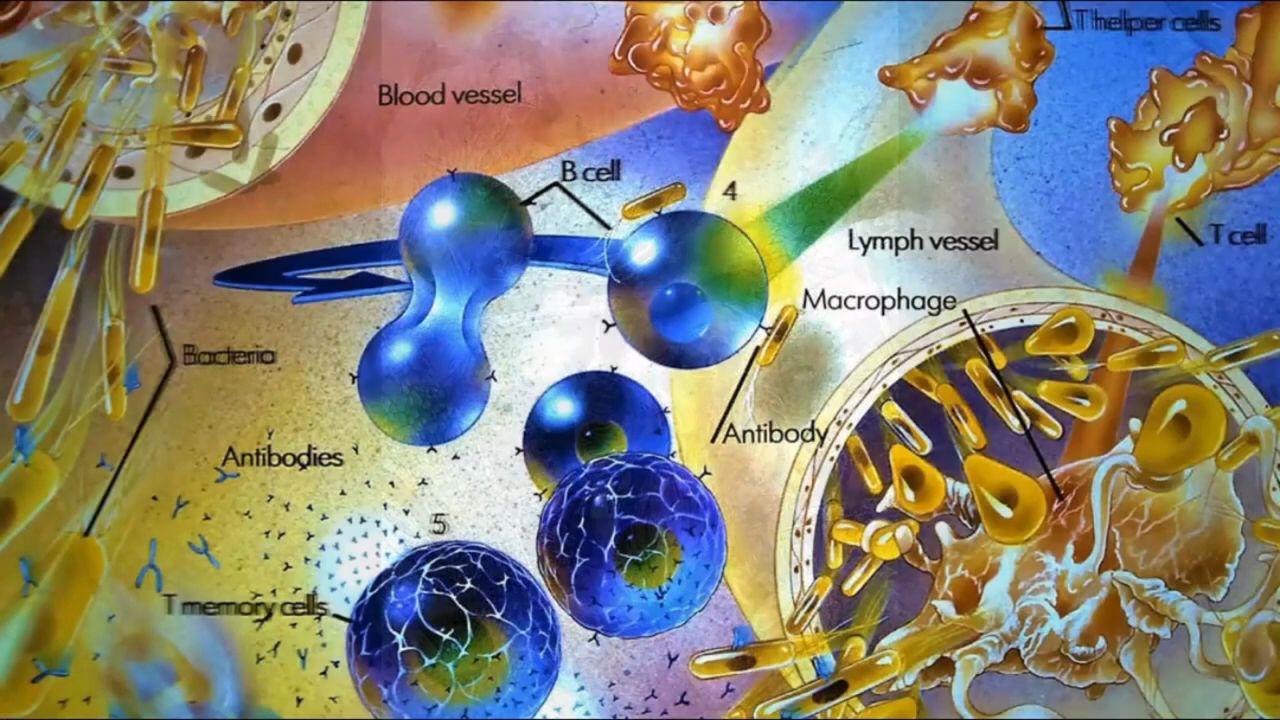 T helper cells
Blood vessel
B cell
4
T cell
Lymph vessel
Macrophage
Bacteria
Antibody
Antibodies
5
T memory cells